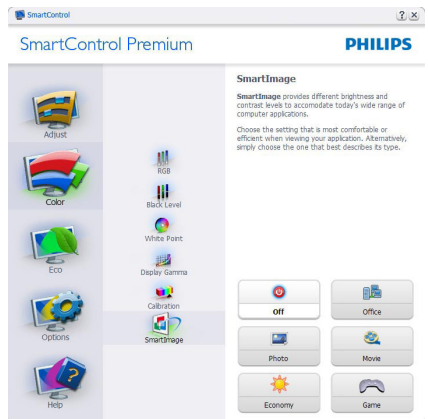 SmartControl
SmartControl Premium
PHILIPS
Adjust
Color
Eco
Options
Help
RGB
Black Level
White Point
Display Gamma
Calibration
SmartImage
SmartImage
SmartImage provides different brightness and
contrast levels to accomodate today's wide range of
computer applications.
Choose the setting that is most comfortable or
efficient when viewing your application. Alternatively,
simply choose the one that best describes its type.
Off
Office
Photo
Movie
Economy
Game